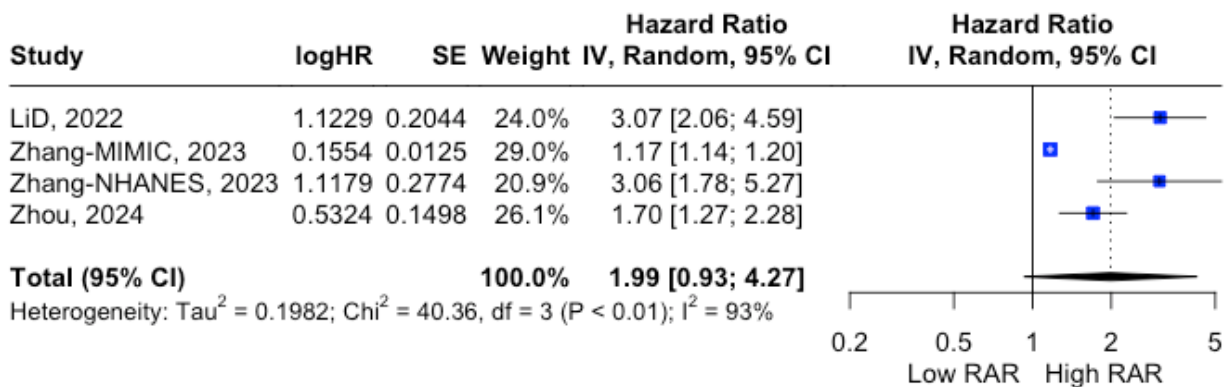 Hazard Ratio Hazard Ratio
Study logHR SE Weight IV, Random, 95% CI IV, Random, 95% CI
LiD, 2022 1.1229 0.2044 24.0% 3.07 [2.06; 4.59]
Zhang-MIMIC, 2023 0.1554 0.0125 29.0% 1.17 [1.14; 1.20]
Zhang-NHANES, 2023 1.1179 0.2774 20.9% 3.06 [1.78; 5.27]
Zhou, 2024 0.5324 0.1498 26.1% 1.70 [1.27; 2.28]
Total (95% CI) 100.0% 1.99 [0.93; 4.27]
Heterogeneity: Tau² = 0.1982; Chi² = 40.36, df = 3 (P < 0.01); I² = 93%
0.2 0.5 1 2 5
Low RAR High RAR